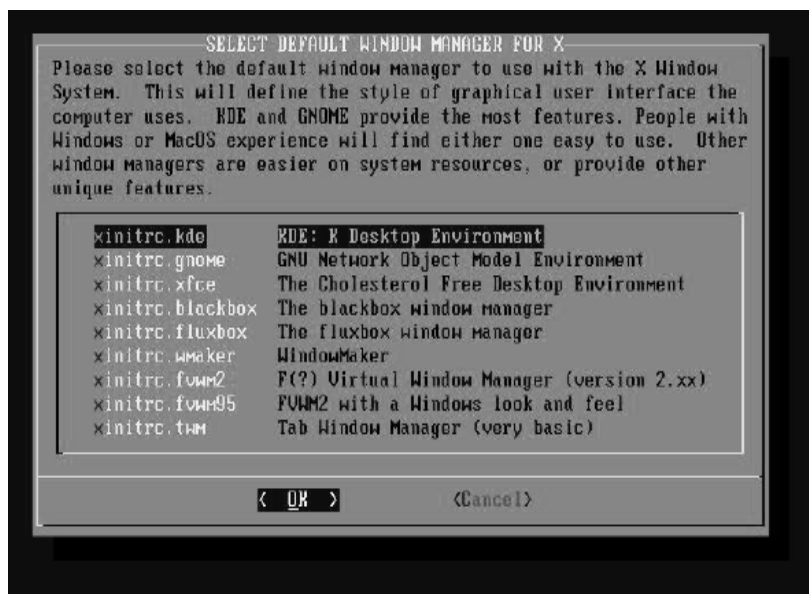 SELECT DEFAULT WINDOW MANAGER FOR X
Please select the default window manager to use with the X Window
System.  This will define the style of graphical user interface the
computer uses.  KDE and GNOME provide the most features. People with
Windows or MacOS experience will find either one easy to use.  Other
window managers are easier on system resources, or provide other
unique features.
xinitrc.kde KDE: K Desktop Environment
xinitrc.gnome GNU Network Object Model Environment
xinitrc.xfce The Cholesterol Free Desktop Environment
xinitrc.blackbox The blackbox window manager
xinitrc.fluxbox The fluxbox window manager
xinitrc.wmaker WindowMaker
xinitrc.fvwm2 F(?) Virtual Window Manager (version 2.xx)
xinitrc.fvwm95 FVWM2 with a Windows look and feel
xinitrc.twm Tab Window Manager (very basic)
< OK > <Cancel>